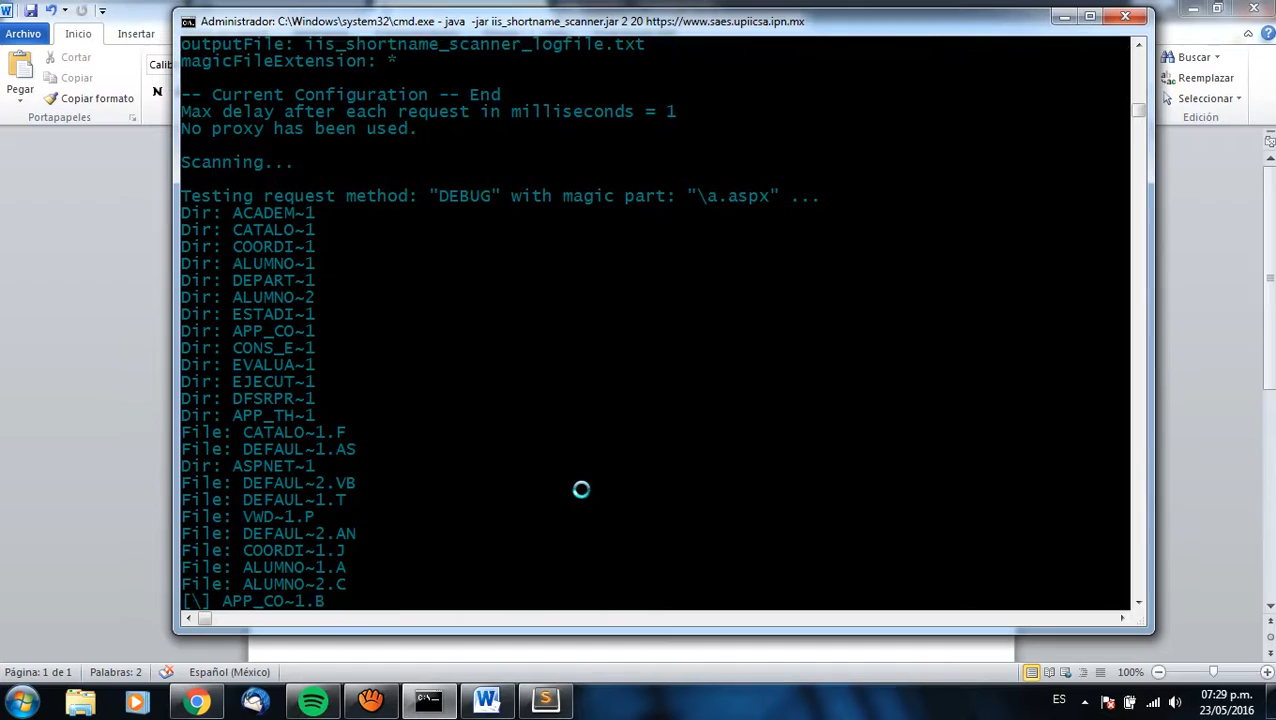 Administrador: C:\Windows\system32\cmd.exe - java -jar iis_shortname_scanner.jar 2 20 https://www.saes.upiicsa.ipn.mx
Archivo
Inicio
Insertar
Buscar
Cortar
Copiar
Pegar
Copiar formato
Calib
N
Reemplazar
Seleccionar
Portapapeles
Edición
outputFile: iis_shortname_scanner_logfile.txt
magicFileExtension: *
-- Current Configuration -- End
Max delay after each request in milliseconds = 1
No proxy has been used.
Scanning...
Testing request method: "DEBUG" with magic part: "\a.aspx" ...
Dir: ACADEM~1
Dir: CATALO~1
Dir: COORDI~1
Dir: ALUMNO~1
Dir: DEPART~1
Dir: ALUMNO~2
Dir: ESTADI~1
Dir: APP_CO~1
Dir: CONS_E~1
Dir: EVALUA~1
Dir: EJECUT~1
Dir: DFSRPR~1
Dir: APP_TH~1
File: CATALO~1.F
File: DEFAUL~1.AS
Dir: ASPNET~1
File: DEFAUL~2.VB
File: DEFAUL~1.T
File: VWD~1.P
File: DEFAUL~2.AN
File: COORDI~1.J
File: ALUMNO~1.A
File: ALUMNO~2.C
[\] APP_CO~1.B
Página: 1 de 1
Palabras: 2
Español (México)
100%
ES
07:29 p.m.
23/05/2016